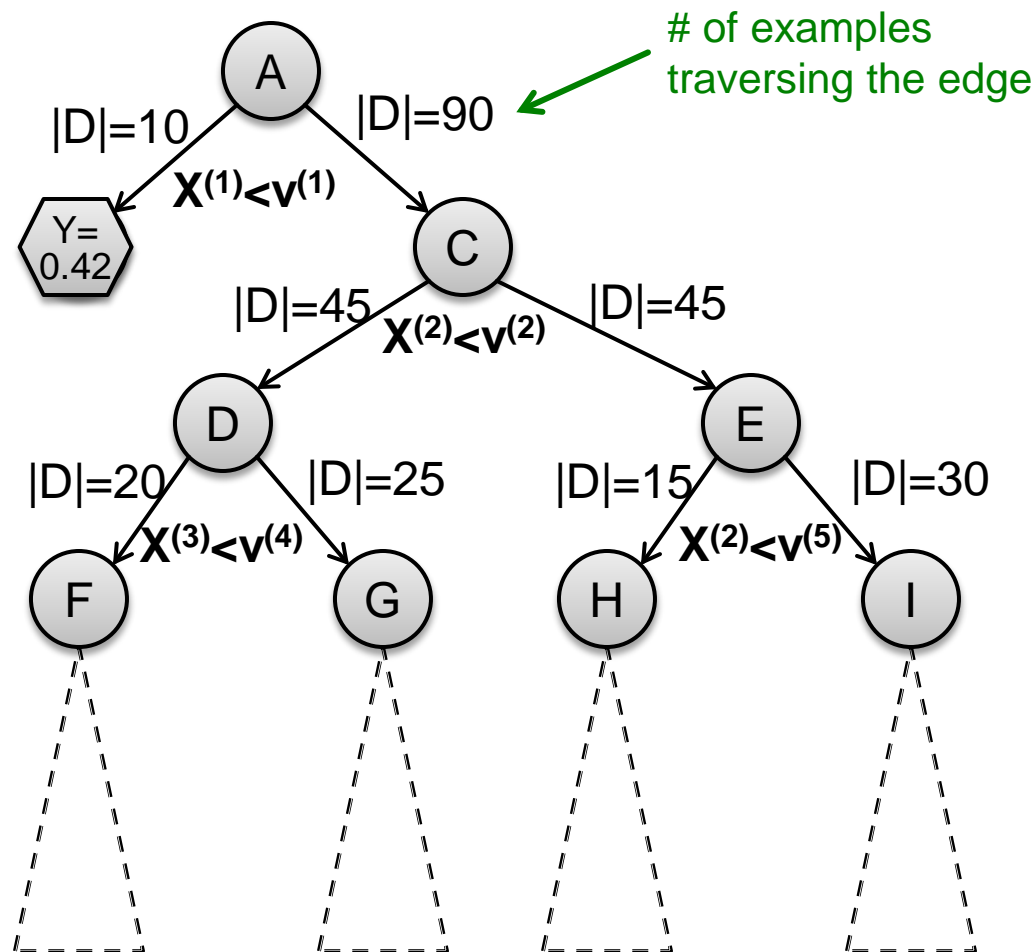 # of examples
traversing the edge
A
|D|=10
|D|=90
X⁽¹⁾<v⁽¹⁾
Y=
0.42
C
|D|=45
|D|=45
X⁽²⁾<v⁽²⁾
D
E
|D|=20
|D|=25
|D|=15
|D|=30
X⁽³⁾<v⁽⁴⁾
X⁽²⁾<v⁽⁵⁾
F
G
H
I